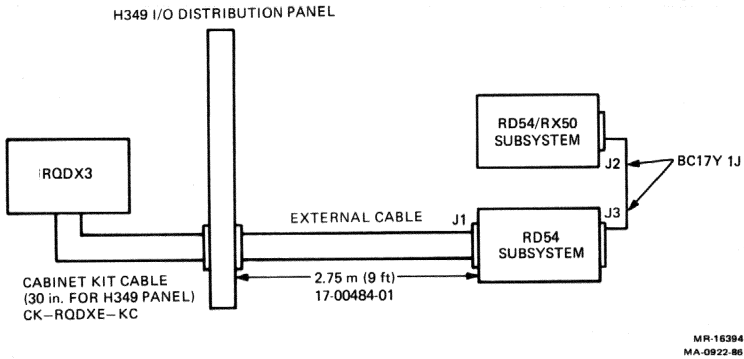 H349 I/O DISTRIBUTION PANEL
RD54/RX50
SUBSYSTEM
RQDX3
J2
BC17Y 1J
EXTERNAL CABLE
J1
J3
RD54
SUBSYSTEM
CABINET KIT CABLE
(30 in. FOR H349 PANEL)
CK–RQDXE–KC
2.75 m (9 ft)
17-00484-01
MR-16394
MA-0922-86